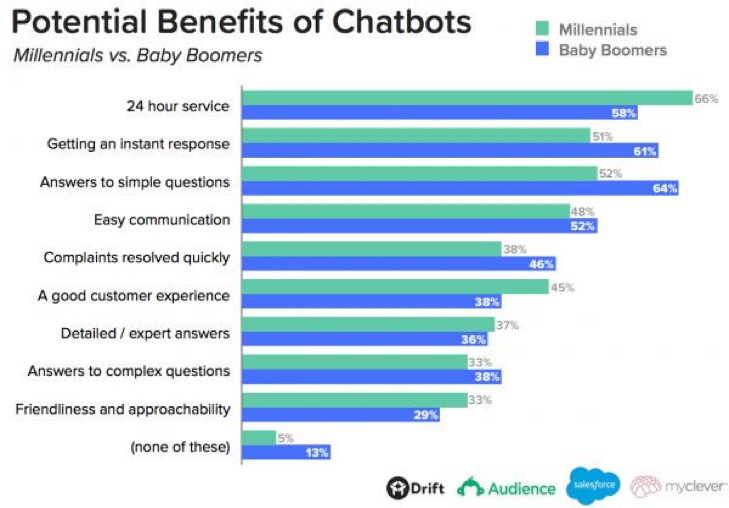 Potential Benefits of Chatbots
Millennials vs. Baby Boomers
Millennials
Baby Boomers
24 hour service 66%
58%
Getting an instant response 51%
61%
Answers to simple questions 52%
64%
Easy communication 48%
52%
Complaints resolved quickly 38%
46%
A good customer experience 45%
38%
Detailed / expert answers 37%
36%
Answers to complex questions 33%
38%
Friendliness and approachability 33%
29%
(none of these) 5%
13%
Drift Audience salesforce myclever